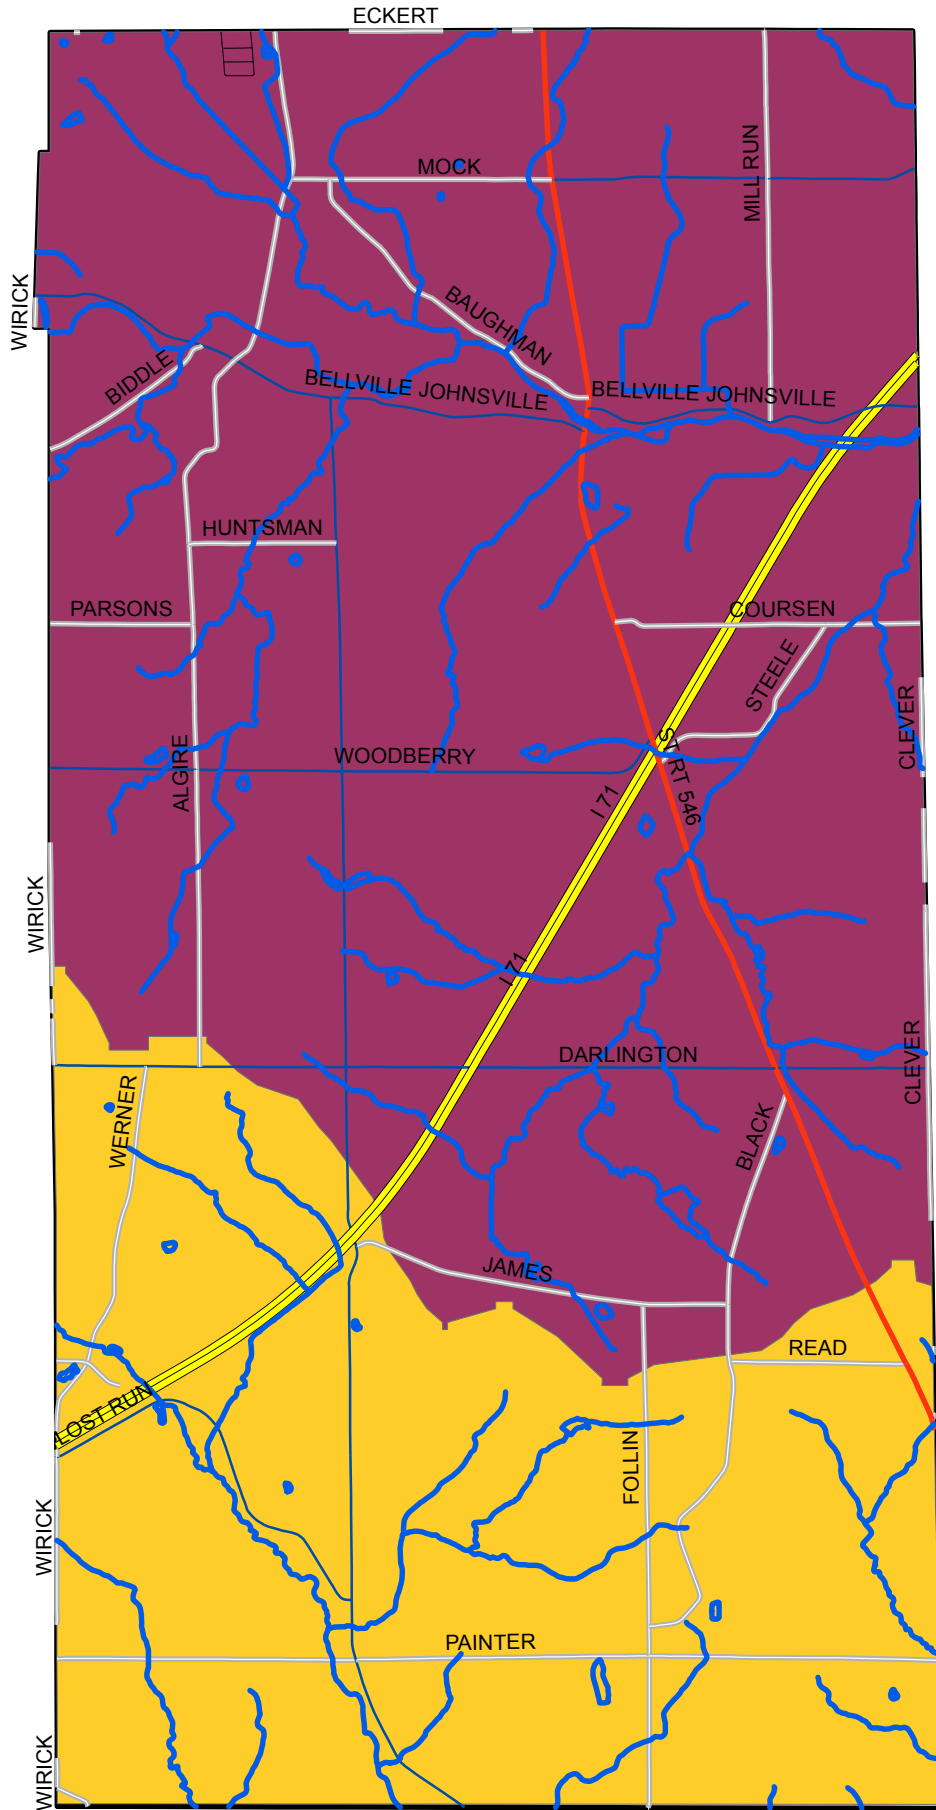 ECKERT
MOCK
MILL RUN
WIRICK
BAUGHMAN
BIDDLE
BELLVILLE JOHNSVILLE
BELLVILLE JOHNSVILLE
HUNTSMAN
PARSONS
COURSEN
STEELE
CLEVER
ALGIRE
WOODBERRY
ST RT 546
I 71
WIRICK
I 71
DARLINGTON
CLEVER
WERNER
BLACK
JAMES
READ
LOST RUN
FOLLIN
WIRICK
PAINTER
WIRICK